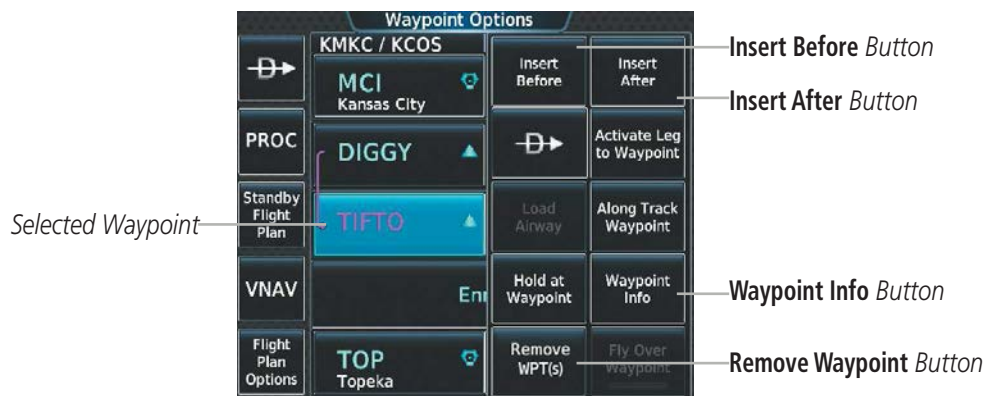 Waypoint Options
KMKC / KCOS
MCI
Kansas City
DIGGY
TIFTO
Enr
TOP
Topeka
PROC
Standby
Flight
Plan
VNAV
Flight
Plan
Options
Insert
Before
Insert
After
Activate Leg
to Waypoint
Load
Airway
Along Track
Waypoint
Hold at
Waypoint
Waypoint
Info
Remove
WPT(s)
Fly Over
Waypoint
Selected Waypoint
Insert Before Button
Insert After Button
Waypoint Info Button
Remove Waypoint Button